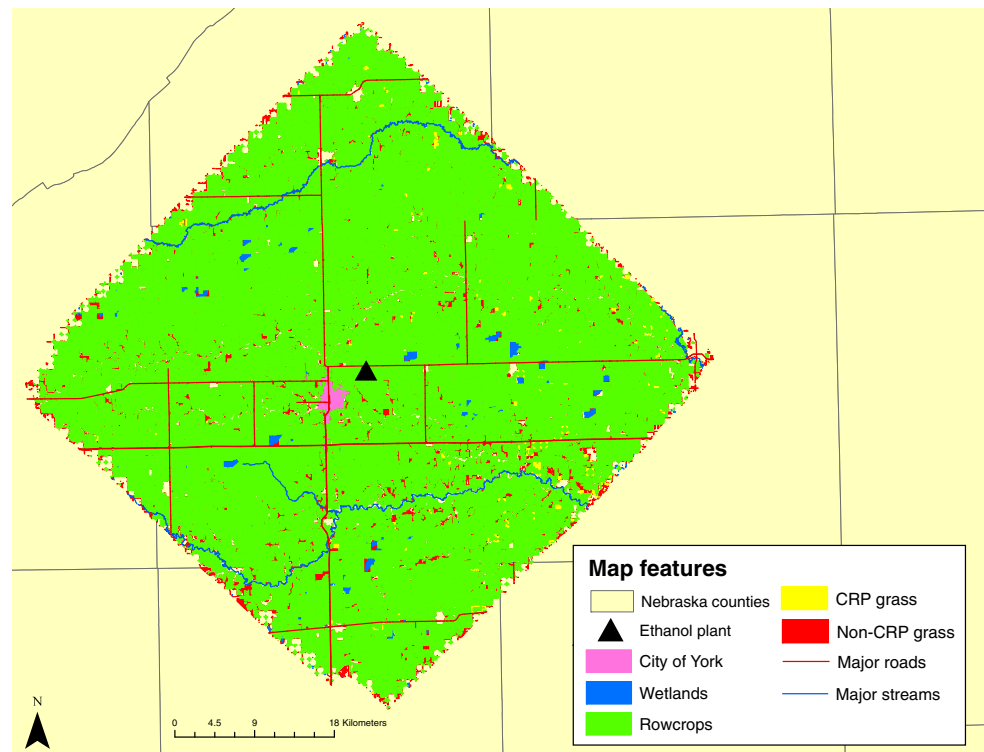 Map features
Nebraska counties
Ethanol plant
City of York
Wetlands
Rowcrops
CRP grass
Non-CRP grass
Major roads
Major streams
N
0 4.5 9 18 Kilometers